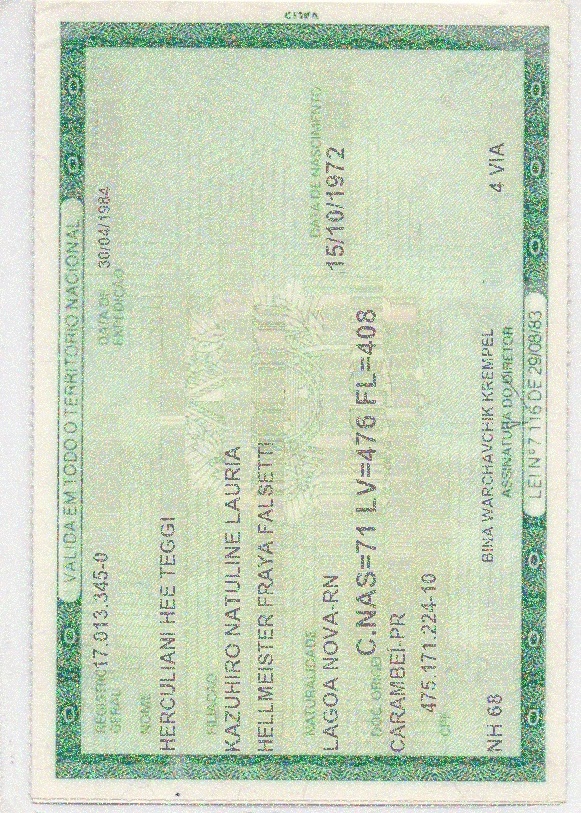 VÁLIDA EM TODO O TERRITÓRIO NACIONAL
REGISTRO GERAL 17.013.345-0 DATA DE EXPEDIÇÃO 30/04/1984
NOME
HERCULIANI HEE TEGGI
FILIAÇÃO
KAZUHIRO NATULINE LAURIA
HELLMEISTER FRAYA FALSETTI
NATURALIDADE DATA DE NASCIMENTO
LAGOA NOVA-RN 15/10/1972
DOC ORIGEM C.NAS=71 LV=476 FL=408
CARAMBEÍ-PR
475.171.224-10
CPF
NH 68 BINA WARCHAVCHIK KREMPEL 4 VIA
ASSINATURA DO DIRETOR
LEI Nº 7.116 DE 29/08/83